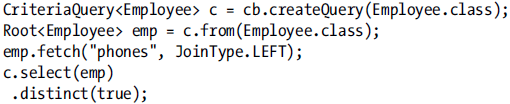 CriteriaQuery<Employee> c = cb.createQuery(Employee.class);
Root<Employee> emp = c.from(Employee.class);
emp.fetch("phones", JoinType.LEFT);
c.select(emp)
 .distinct(true);